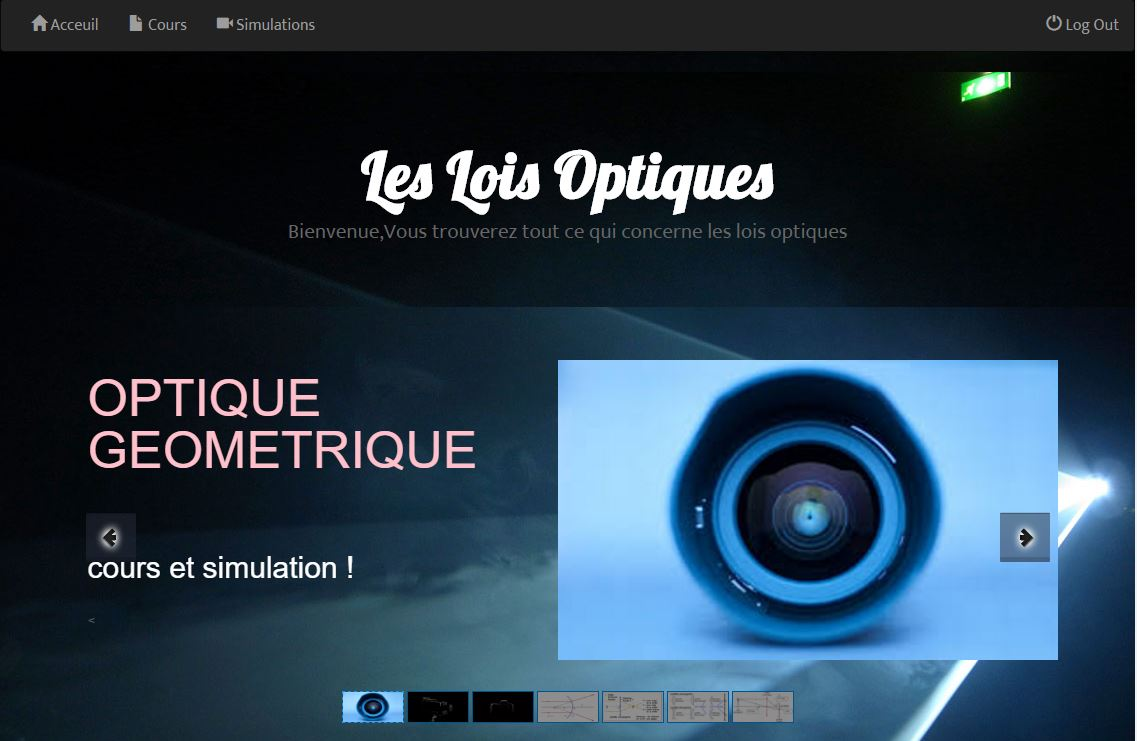 Acceuil
Cours
Simulations
Log Out
Les Lois Optiques
Bienvenue,Vous trouverez tout ce qui concerne les lois optiques
OPTIQUE
GEOMETRIQUE
cours et simulation !
<